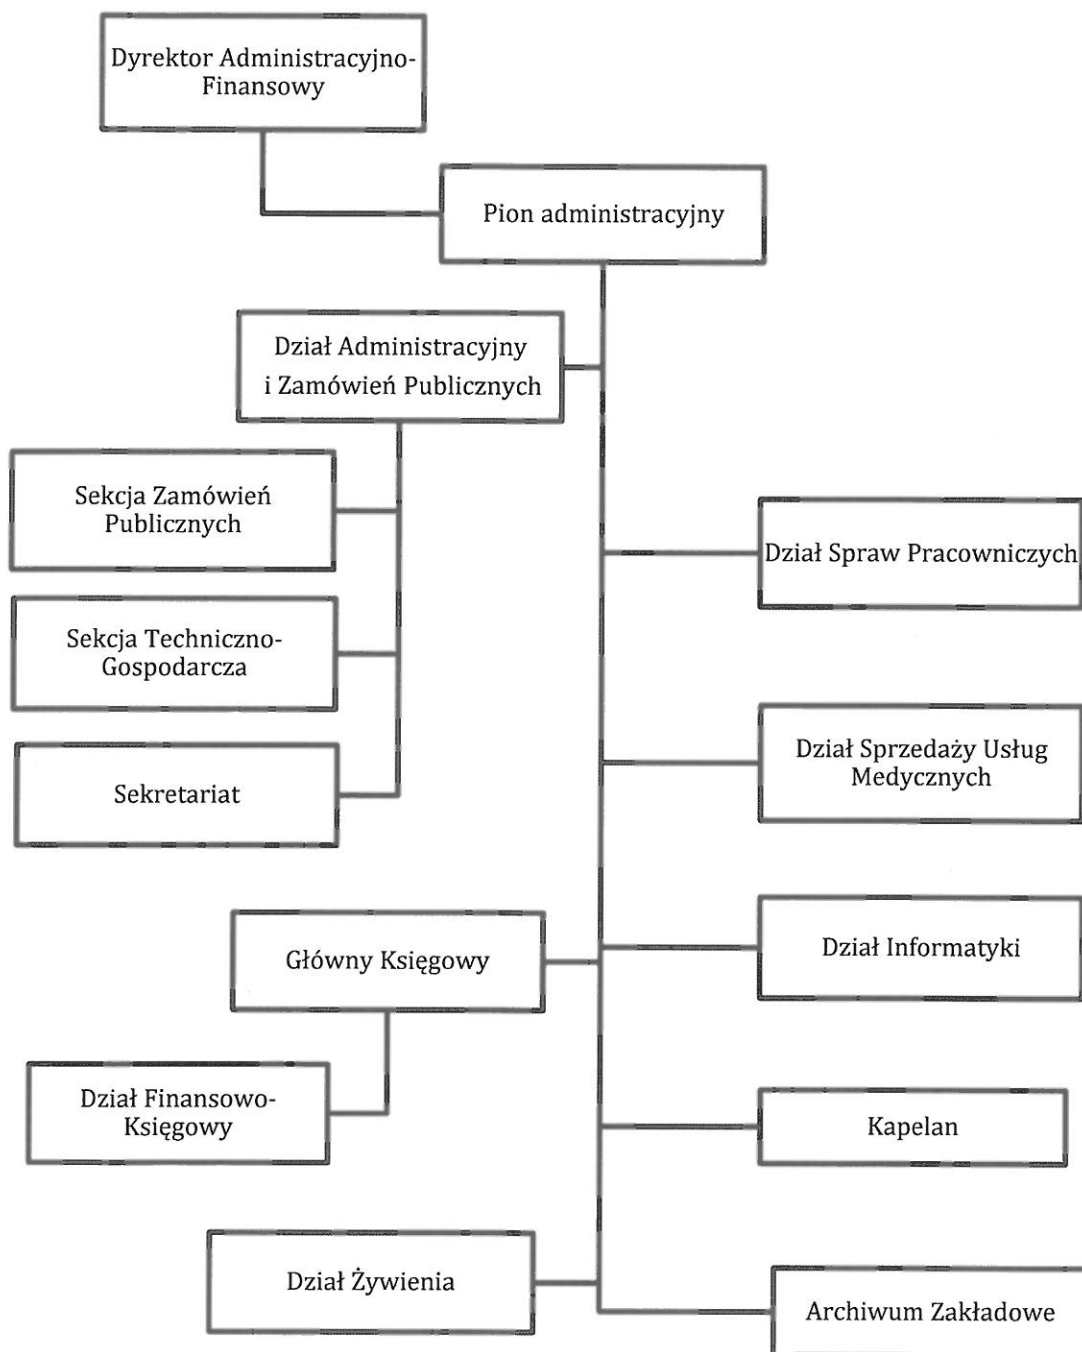 Dyrektor Administracyjno-
Finansowy
Pion administracyjny
Dział Administracyjny
i Zamówień Publicznych
Sekcja Zamówień
Publicznych
Dział Spraw Pracowniczych
Sekcja Techniczno-
Gospodarcza
Dział Sprzedaży Usług
Medycznych
Sekretariat
Główny Księgowy
Dział Informatyki
Dział Finansowo-
Księgowy
Kapelan
Dział Żywienia
Archiwum Zakładowe